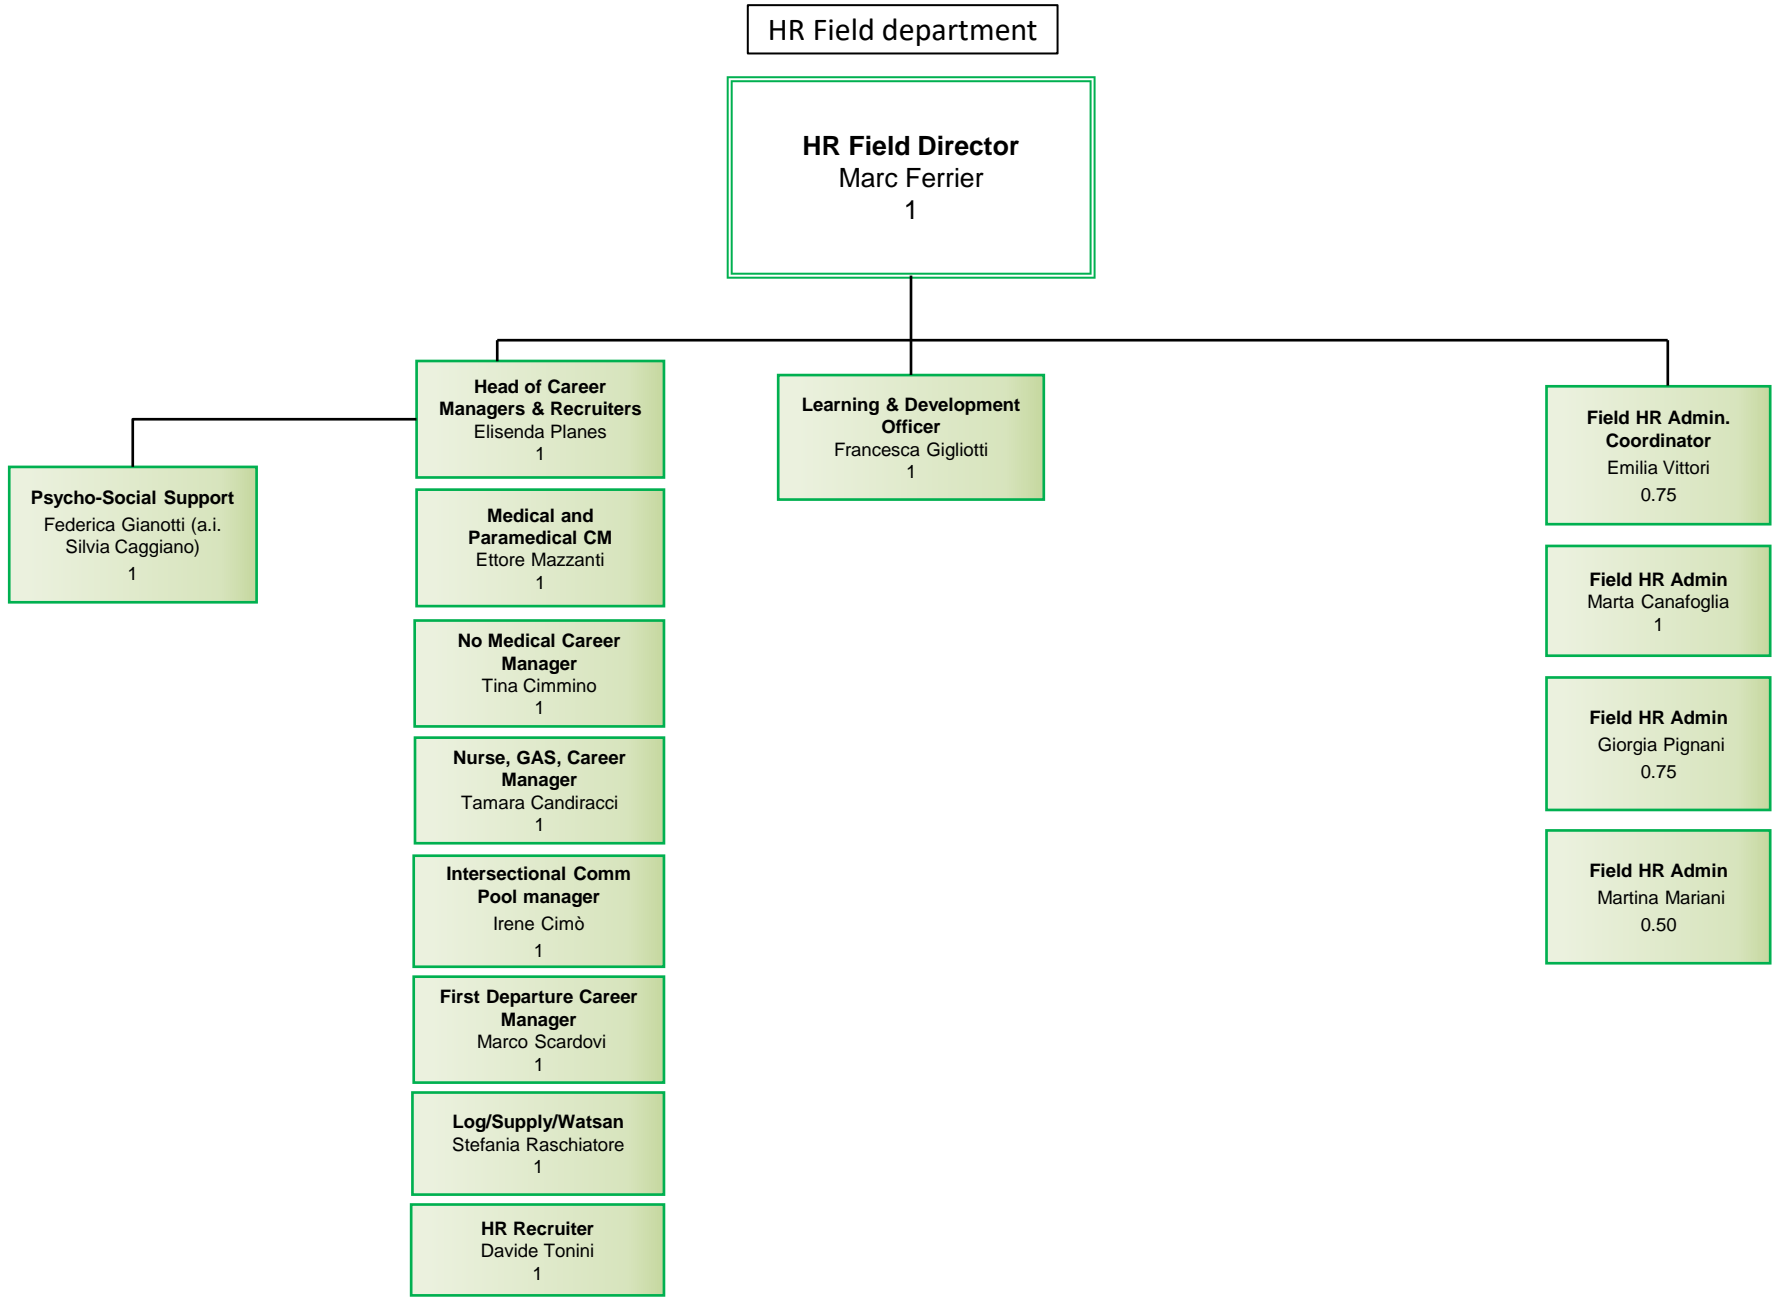 HR Field department
HR Field Director
Marc Ferrier
1
Head of Career
Managers & Recruiters
Elisenda Planes
1
Psycho-Social Support
Federica Gianotti (a.i.
Silvia Caggiano)
1
Medical and
Paramedical CM
Ettore Mazzanti
1
No Medical Career
Manager
Tina Cimmino
1
Nurse, GAS, Career
Manager
Tamara Candiracci
1
Intersectional Comm
Pool manager
Irene Cimò
1
First Departure Career
Manager
Marco Scardovi
1
Log/Supply/Watsan
Stefania Raschiatore
1
HR Recruiter
Davide Tonini
1
Learning & Development
Officer
Francesca Gigliotti
1
Field HR Admin.
Coordinator
Emilia Vittori
0.75
Field HR Admin
Marta Canafoglia
1
Field HR Admin
Giorgia Pignani
0.75
Field HR Admin
Martina Mariani
0.50